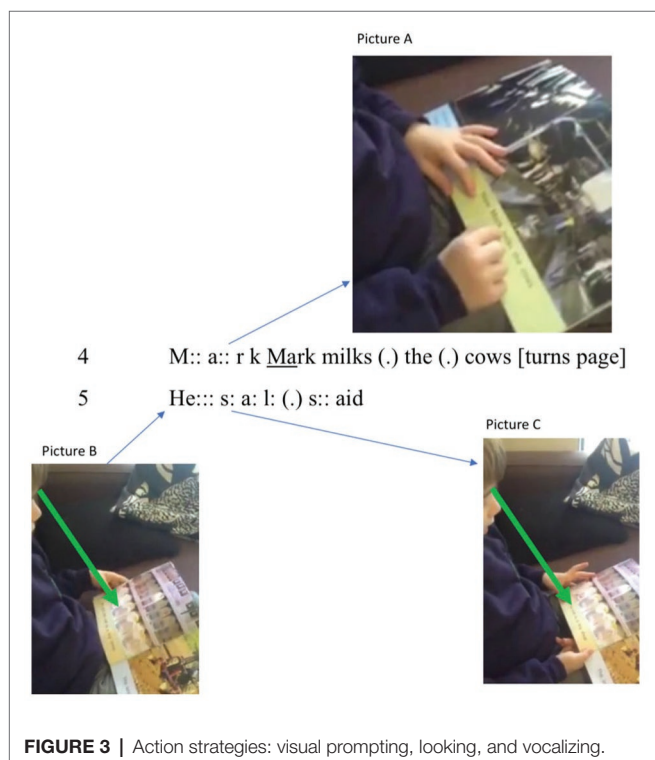 Picture A
4 M:: a:: r k Mark milks (.) the (.) cows [turns page]
5 He::: s: a: l: (.) s:: aid
Picture B
Picture C
FIGURE 3 | Action strategies: visual prompting, looking, and vocalizing.